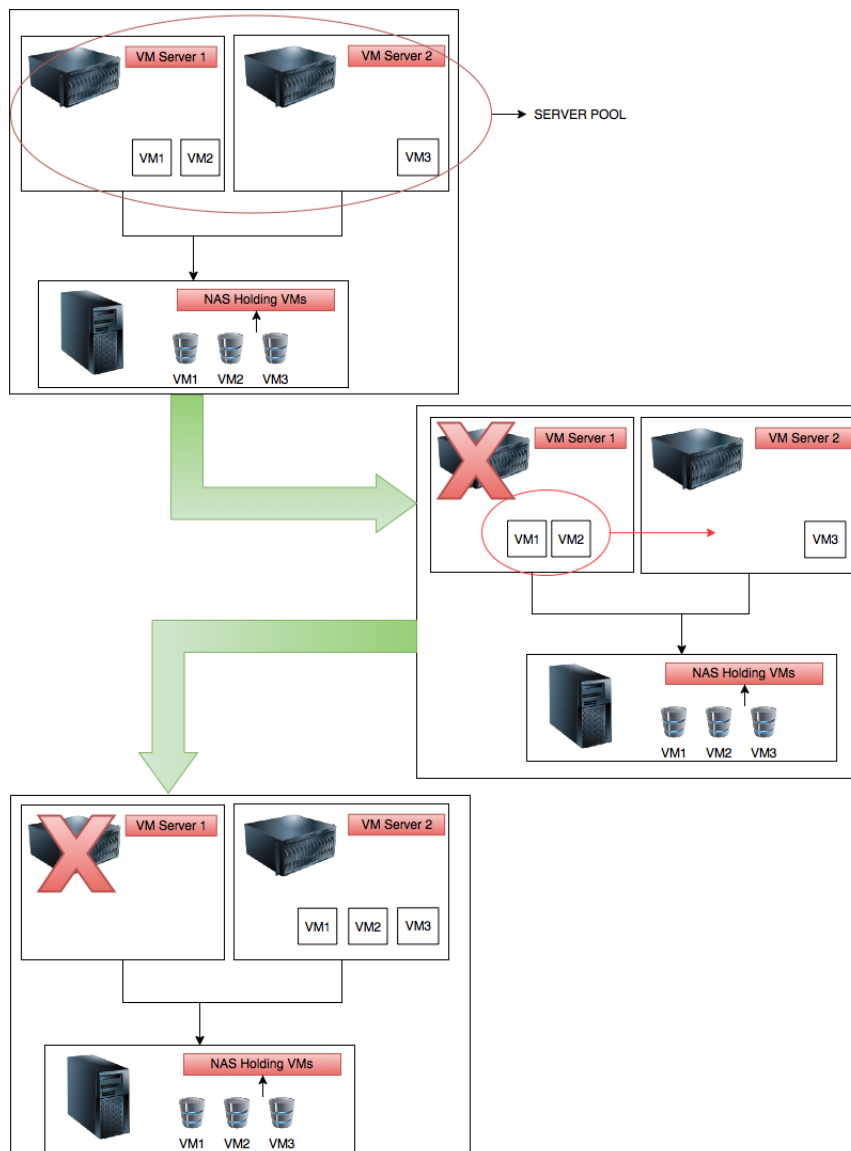 VM Server 1
VM Server 2
SERVER POOL
VM1
VM2
VM3
NAS Holding VMs
VM1
VM2
VM3
X
VM Server 1
VM Server 2
VM1
VM2
VM3
NAS Holding VMs
VM1
VM2
VM3
X
VM Server 1
VM Server 2
VM1
VM2
VM3
NAS Holding VMs
VM1
VM2
VM3